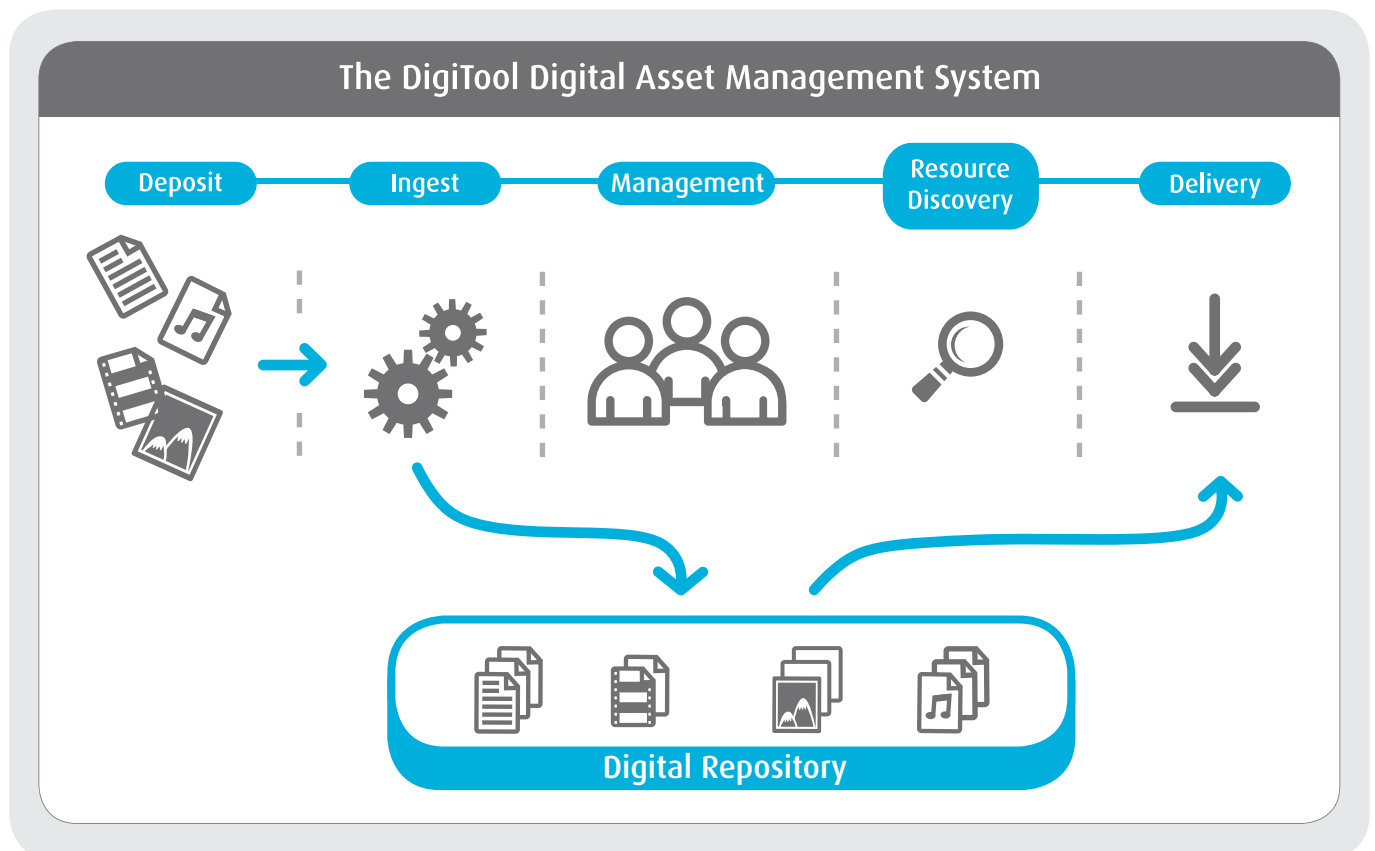 The DigiTool Digital Asset Management System
Deposit
Ingest
Management
Resource
Discovery
Delivery
Digital Repository